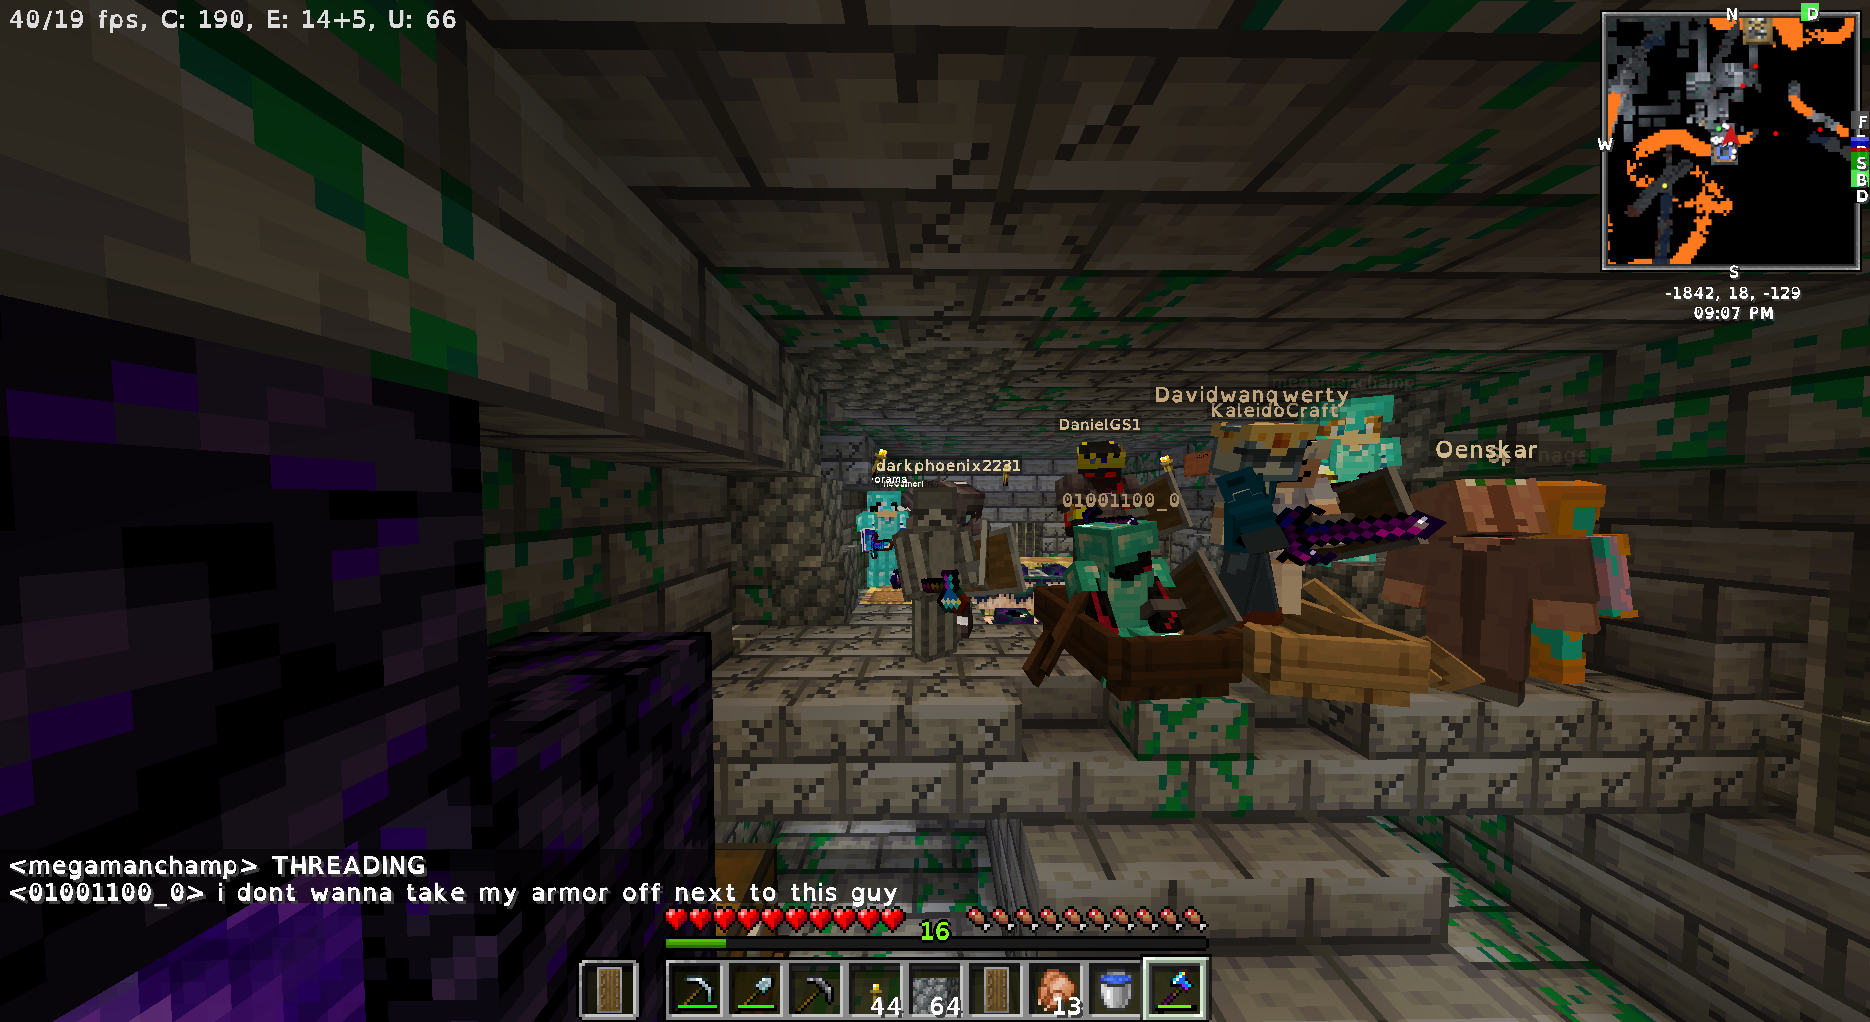 40/19 fps, C: 190, E: 14+5, U: 66
N
D
W
F
S
B
D
S
-1842, 18, -129
09:07 PM
megamanchamp
Davidwangwerty
KaleidoCraft
DanielGS1
Oenskar
darkphoenix2231
01001100_0
<megamanchamp> THREADING
<01001100_0> i dont wanna take my armor off next to this guy
16
44
64
13